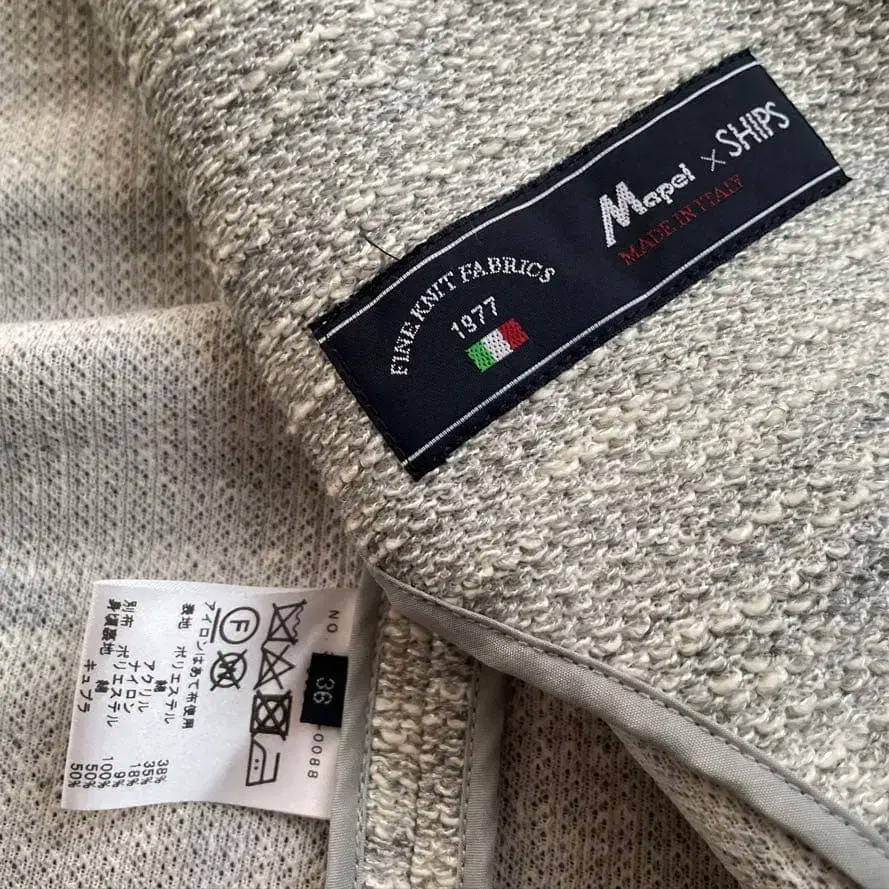 FINE KNIT FABRICS
1977
Mapel × SHIPS
MADE IN ITALY
NO.
0088
36
F
アイロンはあて布使用
表地 ポリエステル 38%
綿 35%
アクリル 18%
ナイロン 9%
別布 ポリエステル 100%
身頃裏地 綿 50%
キュプラ 50%